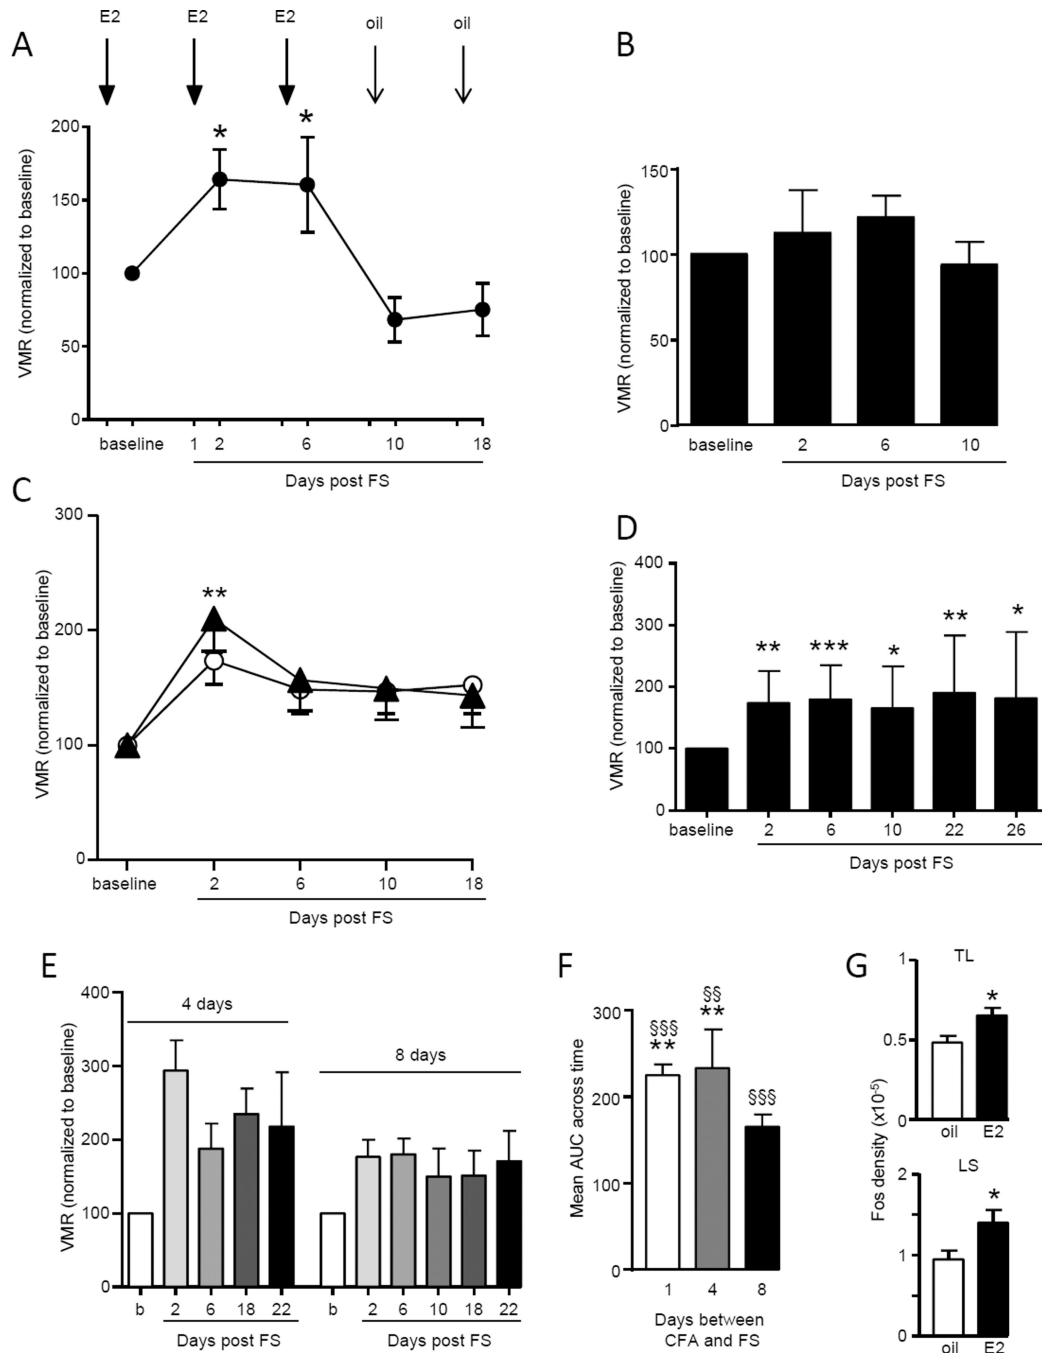 E2 E2 E2 oil oil
A
VMR (normalized to baseline)
200
150
100
50
0
* *
baseline 1 2 6 10 18
Days post FS
B
VMR (normalized to baseline)
150
100
50
0
baseline 2 6 10
Days post FS
C
VMR (normalized to baseline)
300
200
100
0
**
baseline 2 6 10 18
Days post FS
D
VMR (normalized to baseline)
400
300
200
100
0
** *** * ** *
baseline 2 6 10 22 26
Days post FS
E
VMR (normalized to baseline)
400
300
200
100
0
4 days
8 days
b 2 6 18 22 b 2 6 10 18 22
Days post FS Days post FS
F
Mean AUC across time
300
200
100
0
§§§ §§ §§§
** **
1 4 8
Days between
CFA and FS
G
Fos density (x10⁻⁵)
TL
1
0.5
0
*
oil E2
LS
2
1
0
*
oil E2